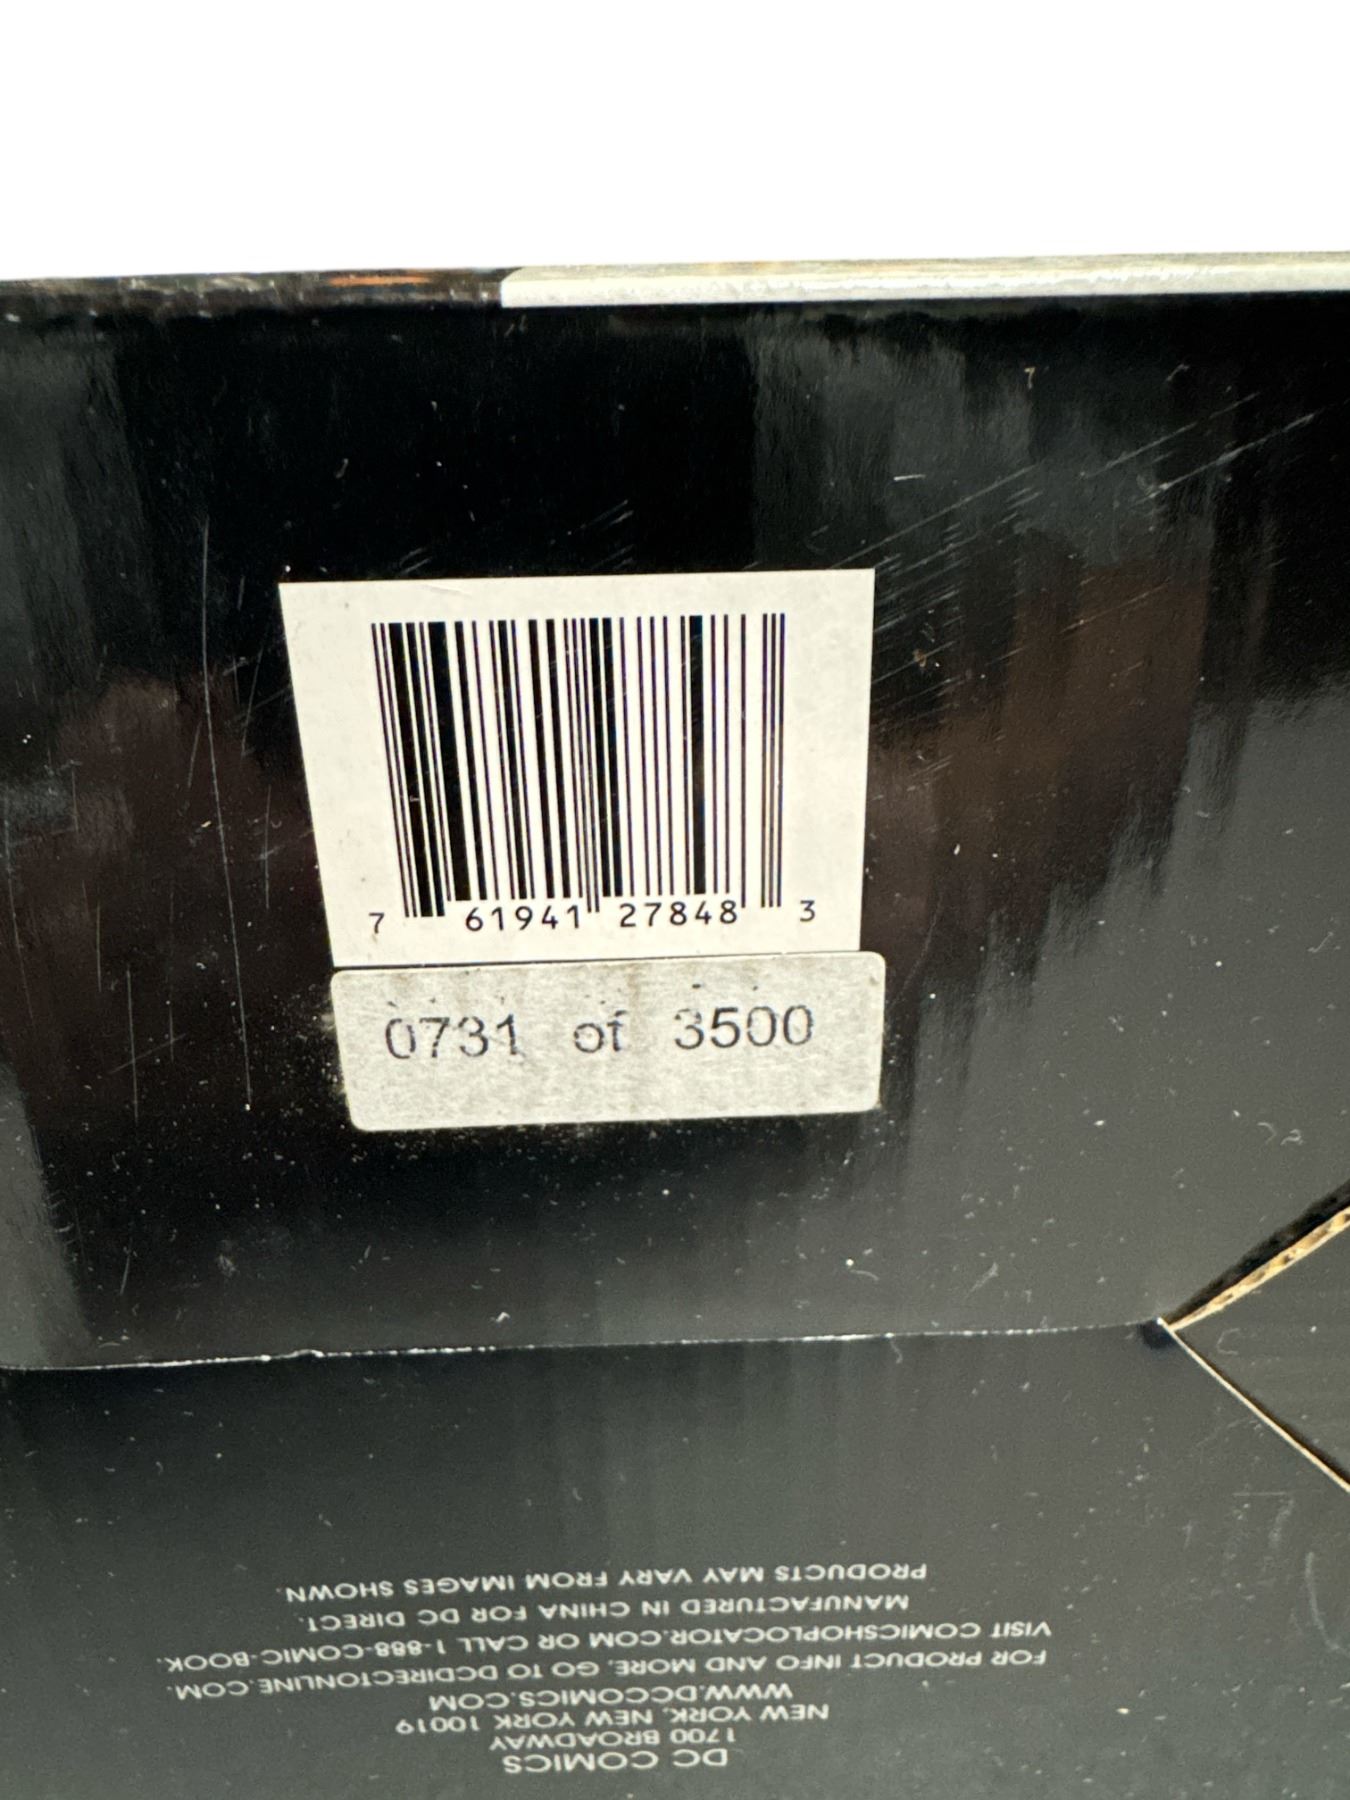 7 61941 27848 3
0731 of 3500
DC COMICS
1700 BROADWAY
NEW YORK, NEW YORK 10019
WWW.DCCOMICS.COM
FOR PRODUCT INFO AND MORE, GO TO DCDIRECTONLINE.COM.
VISIT COMICSHOPLOCATOR.COM OR CALL 1-888-COMIC-BOOK.
MANUFACTURED IN CHINA FOR DC DIRECT.
PRODUCTS MAY VARY FROM IMAGES SHOWN.